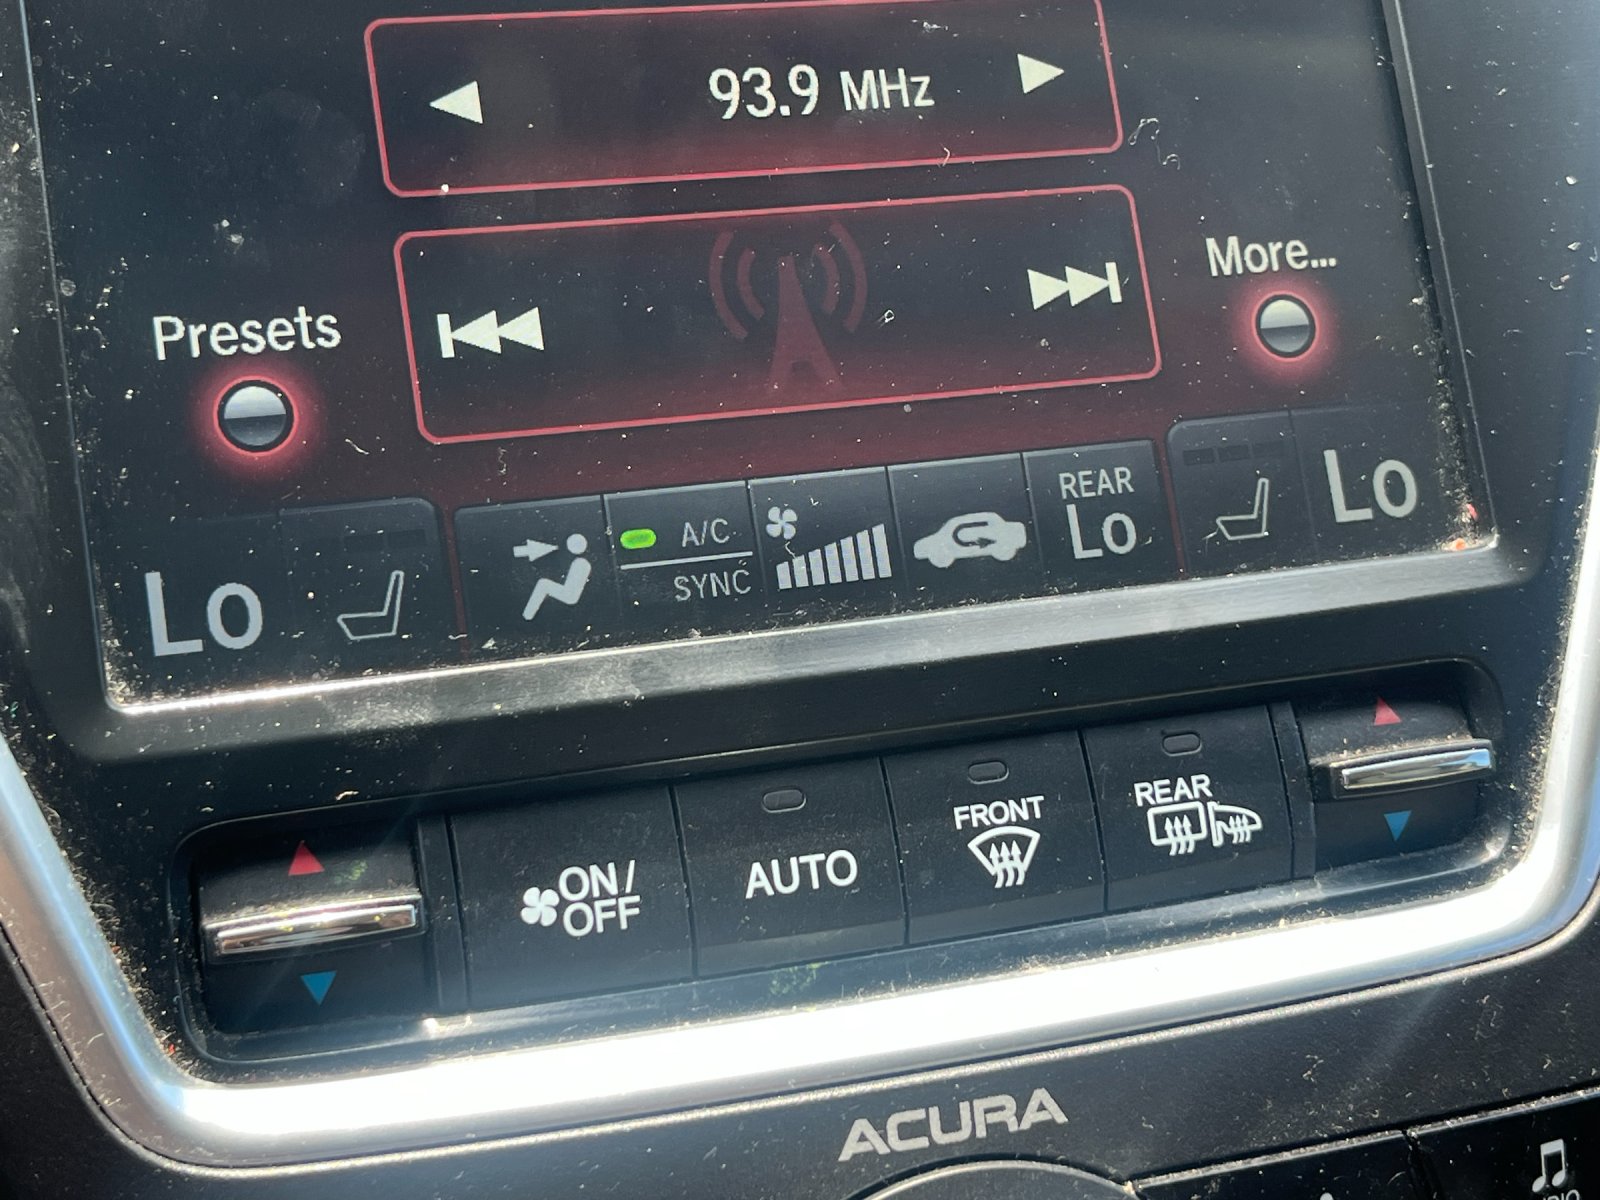 93.9 MHz
More...
Presets
REAR
Lo
Lo
A/C
SYNC
Lo
REAR
FRONT
ON/
OFF
AUTO
ACURA